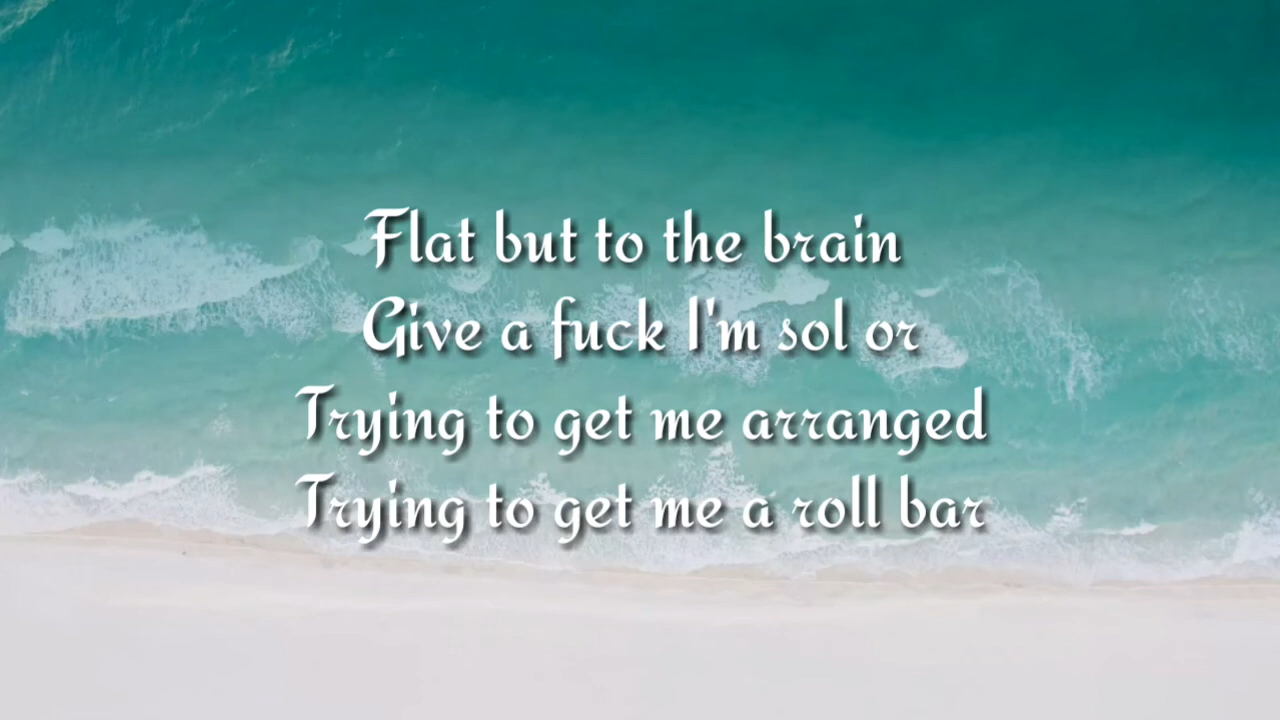 Flat but to the brain
Give a fuck I'm sol or
Trying to get me arranged
Trying to get me a roll bar